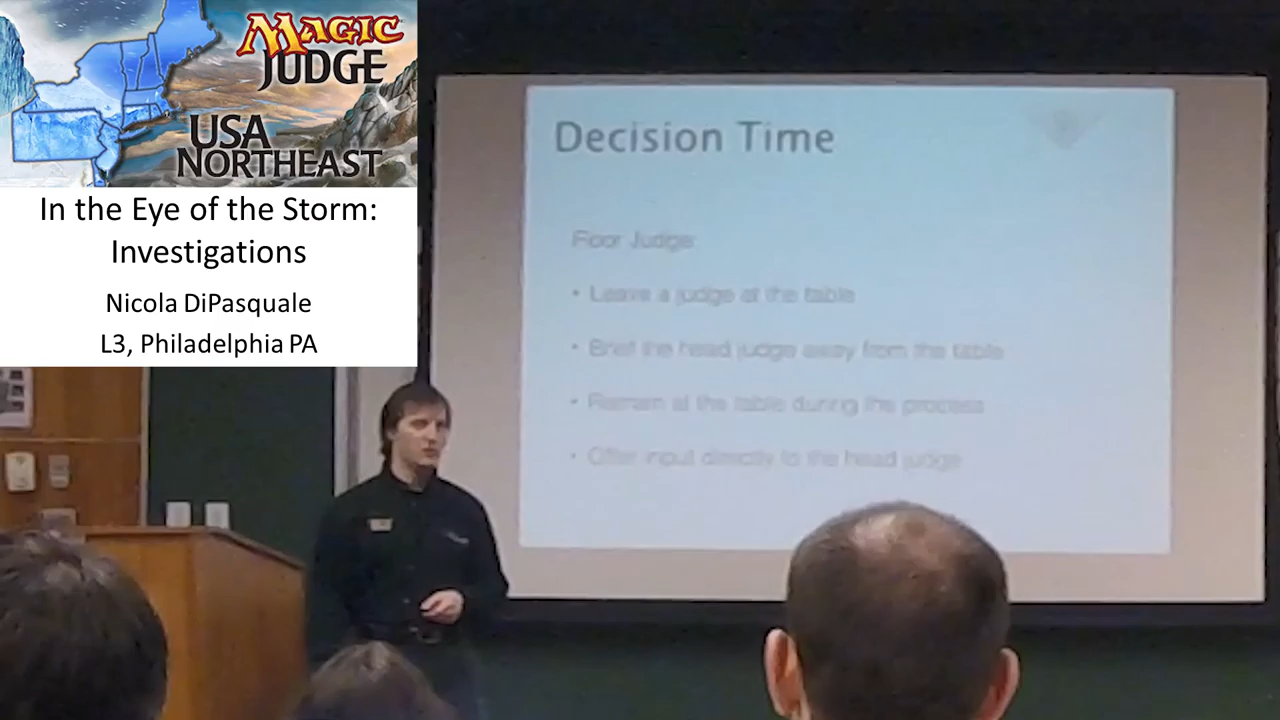 MAGIC
JUDGE
USA
NORTHEAST
In the Eye of the Storm:
Investigations
Nicola DiPasquale
L3, Philadelphia PA
Decision Time
Floor Judge:
• Leave a judge at the table
• Brief the head judge away from the table
• Remain at the table during the process
• Offer input directly to the head judge